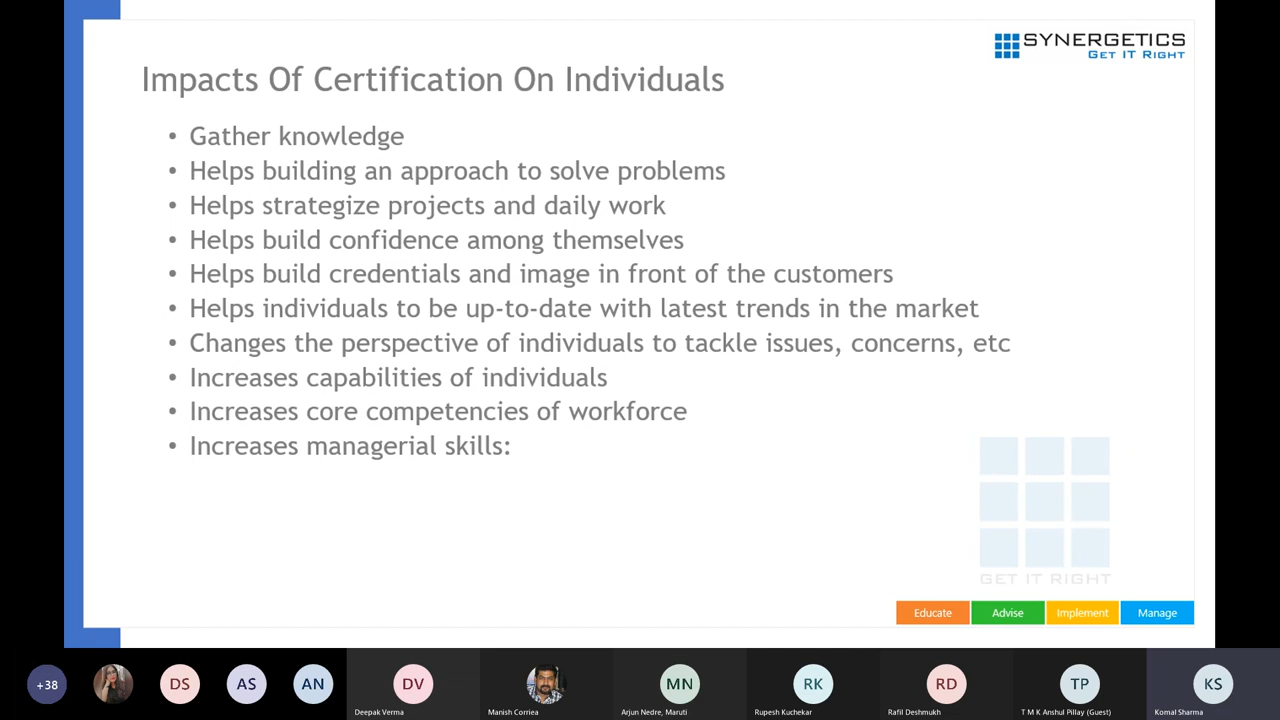 SYNERGETICS
GET IT RIGHT
Impacts Of Certification On Individuals
• Gather knowledge
• Helps building an approach to solve problems
• Helps strategize projects and daily work
• Helps build confidence among themselves
• Helps build credentials and image in front of the customers
• Helps individuals to be up-to-date with latest trends in the market
• Changes the perspective of individuals to tackle issues, concerns, etc
• Increases capabilities of individuals
• Increases core competencies of workforce
• Increases managerial skills:
GET IT RIGHT
Educate Advise Implement Manage
+38 DS AS AN DV MN RK RD TP KS
Deepak Verma Manish Corriea Arjun Nedre, Maruti Rupesh Kuchekar Rafil Deshmukh T M K Anshul Pillay (Guest) Komal Sharma